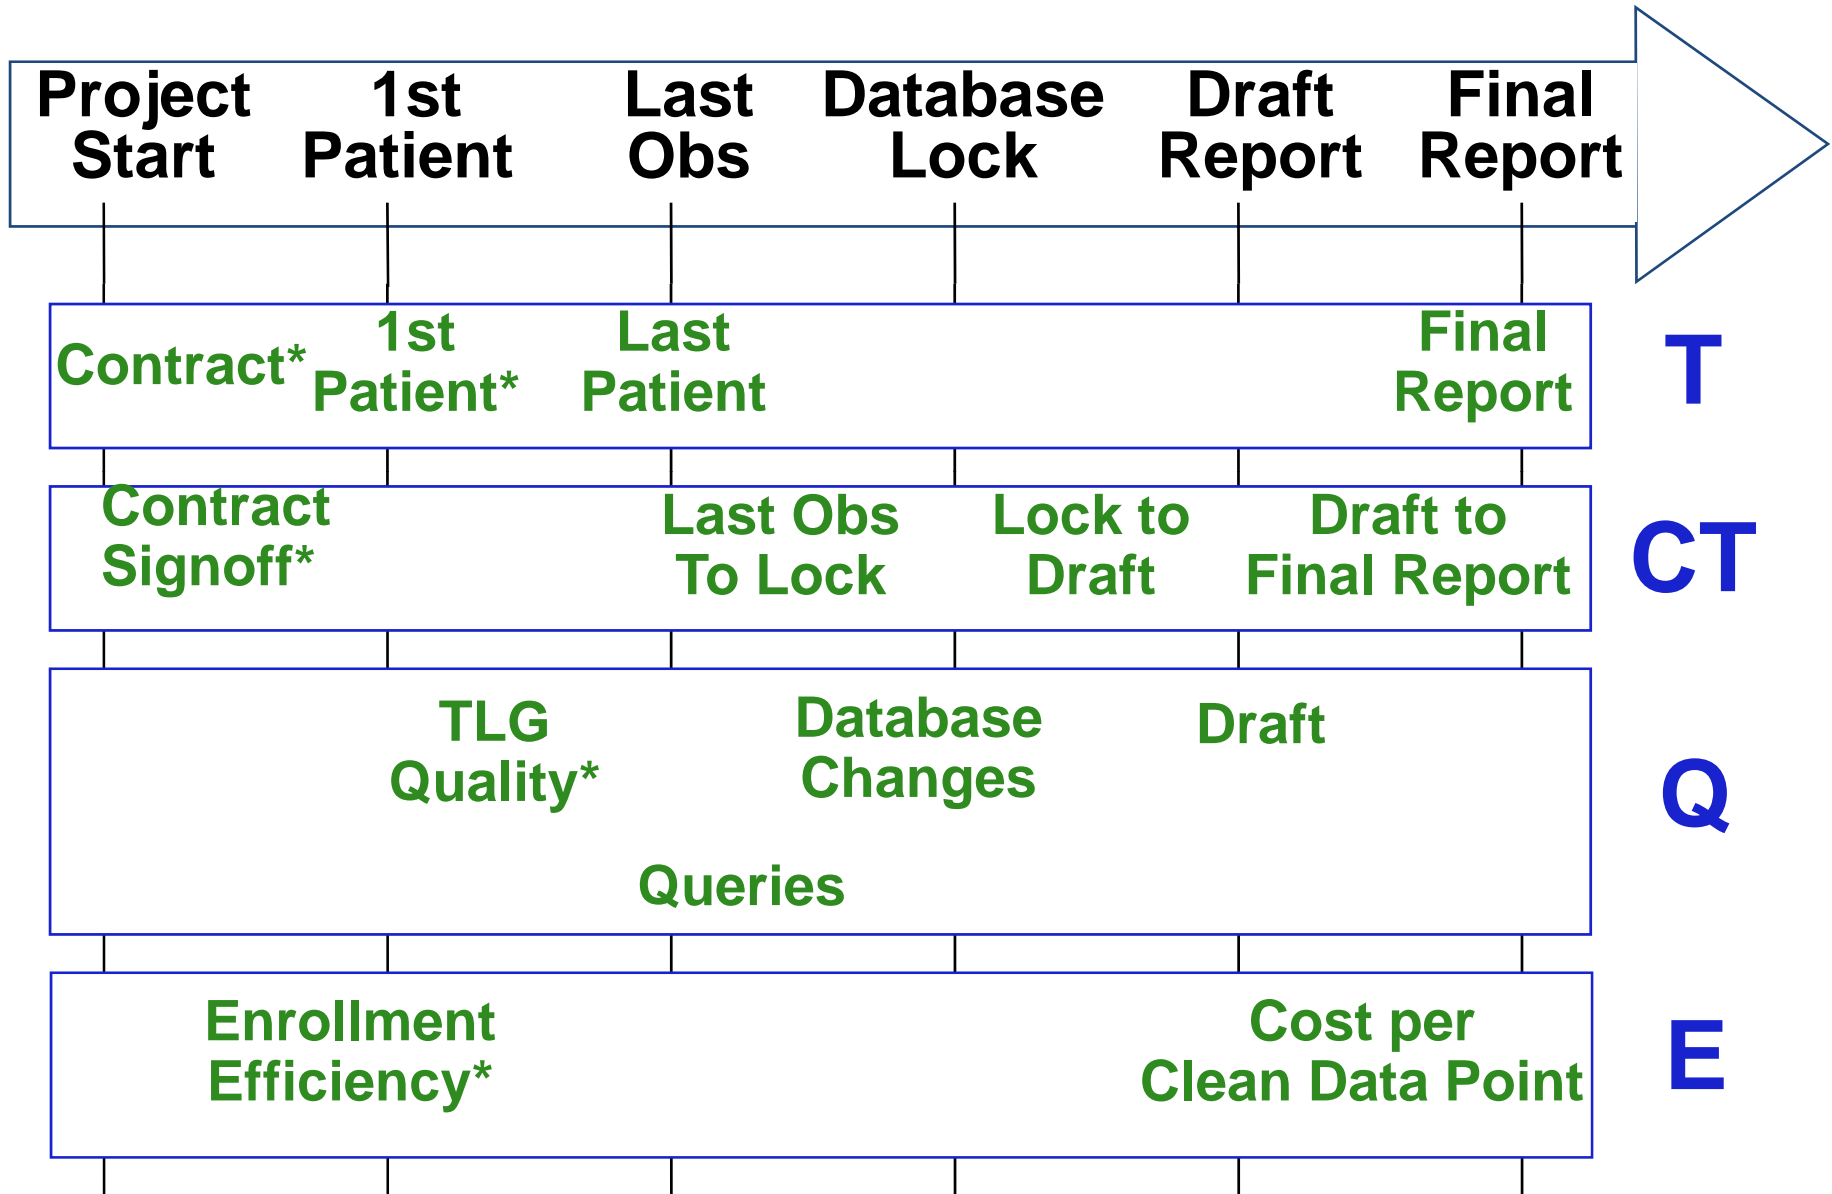 Project
Start
1st
Patient
Last
Obs
Database
Lock
Draft
Report
Final
Report
Contract*
1st
Patient*
Last
Patient
Final
Report
T
Contract
Signoff*
Last Obs
To Lock
Lock to
Draft
Draft to
Final Report
CT
TLG
Quality*
Database
Changes
Draft
Queries
Q
Enrollment
Efficiency*
Cost per
Clean Data Point
E